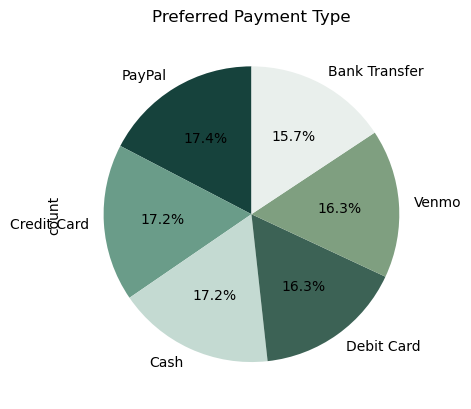 Preferred Payment Type
PayPal
17.4%
Bank Transfer
15.7%
Credit Card
17.2%
count
Venmo
16.3%
Cash
17.2%
Debit Card
16.3%